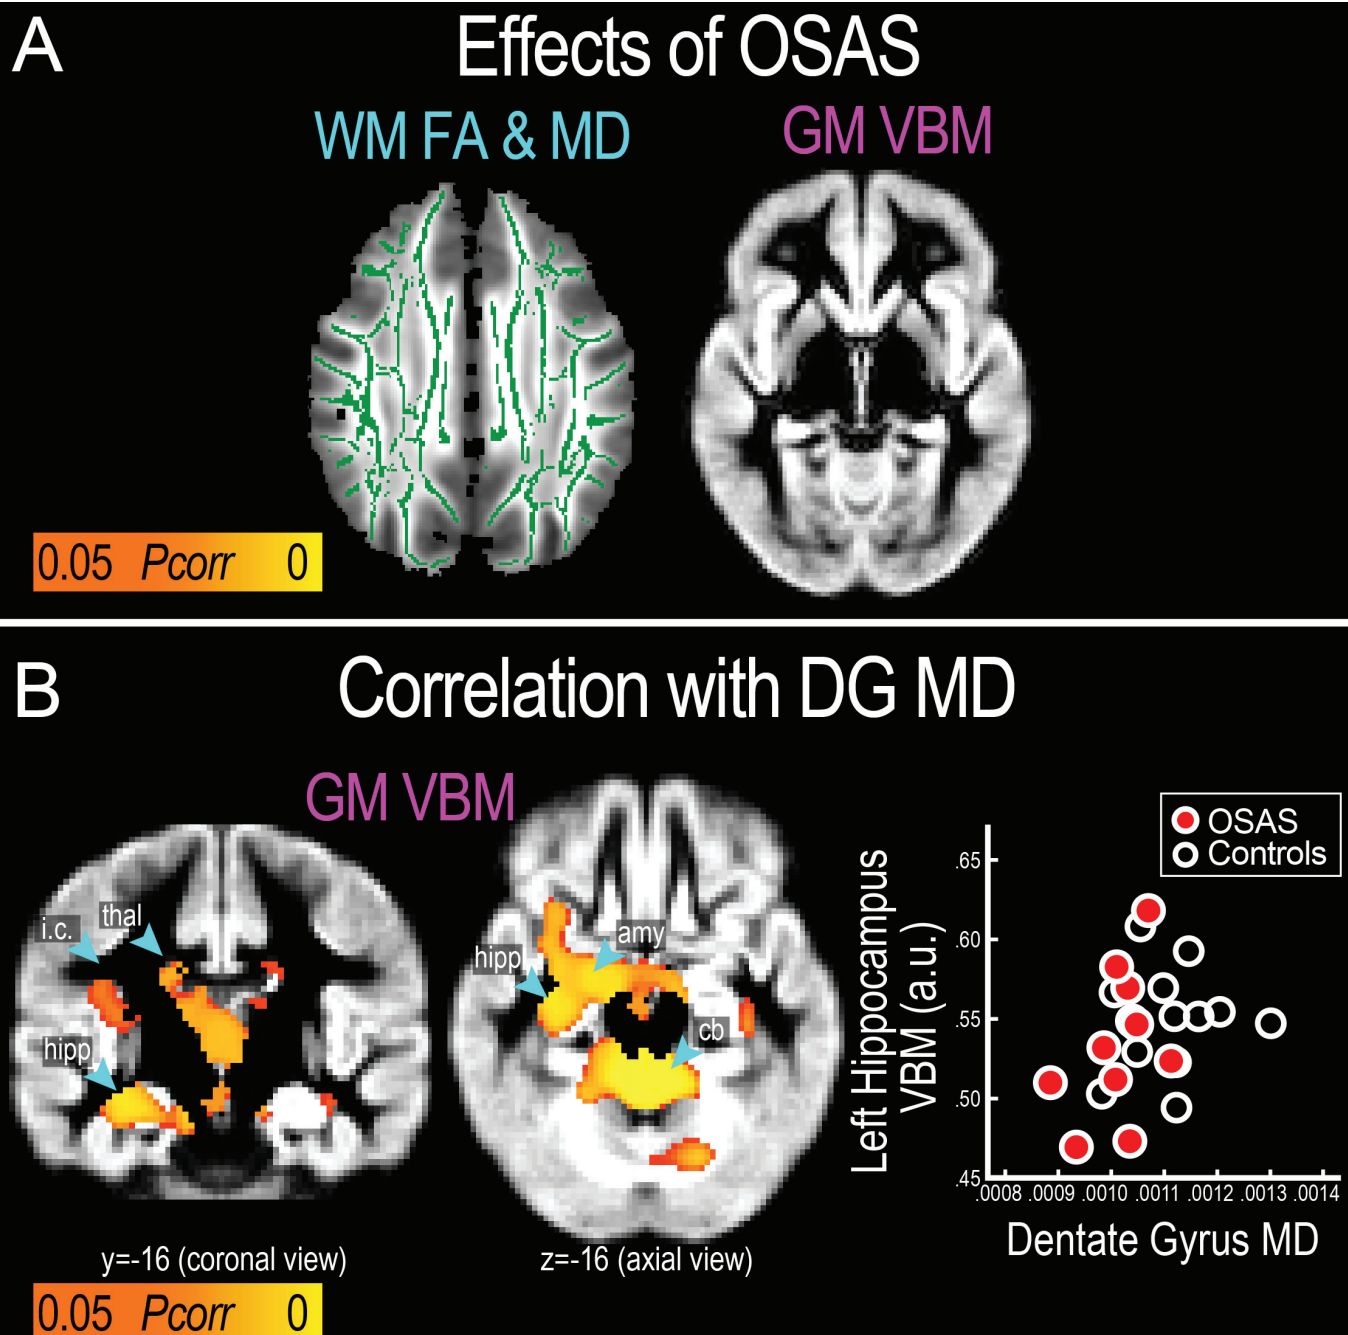 A
Effects of OSAS
WM FA & MD
GM VBM
0.05 Pcorr 0
B
Correlation with DG MD
GM VBM
i.c.
thal
hipp
y=-16 (coronal view)
hipp
amy
cb
z=-16 (axial view)
OSAS
Controls
Left Hippocampus
VBM (a.u.)
.65
.60
.55
.50
.45
.0008 .0009 .0010 .0011 .0012 .0013 .0014
Dentate Gyrus MD
0.05 Pcorr 0